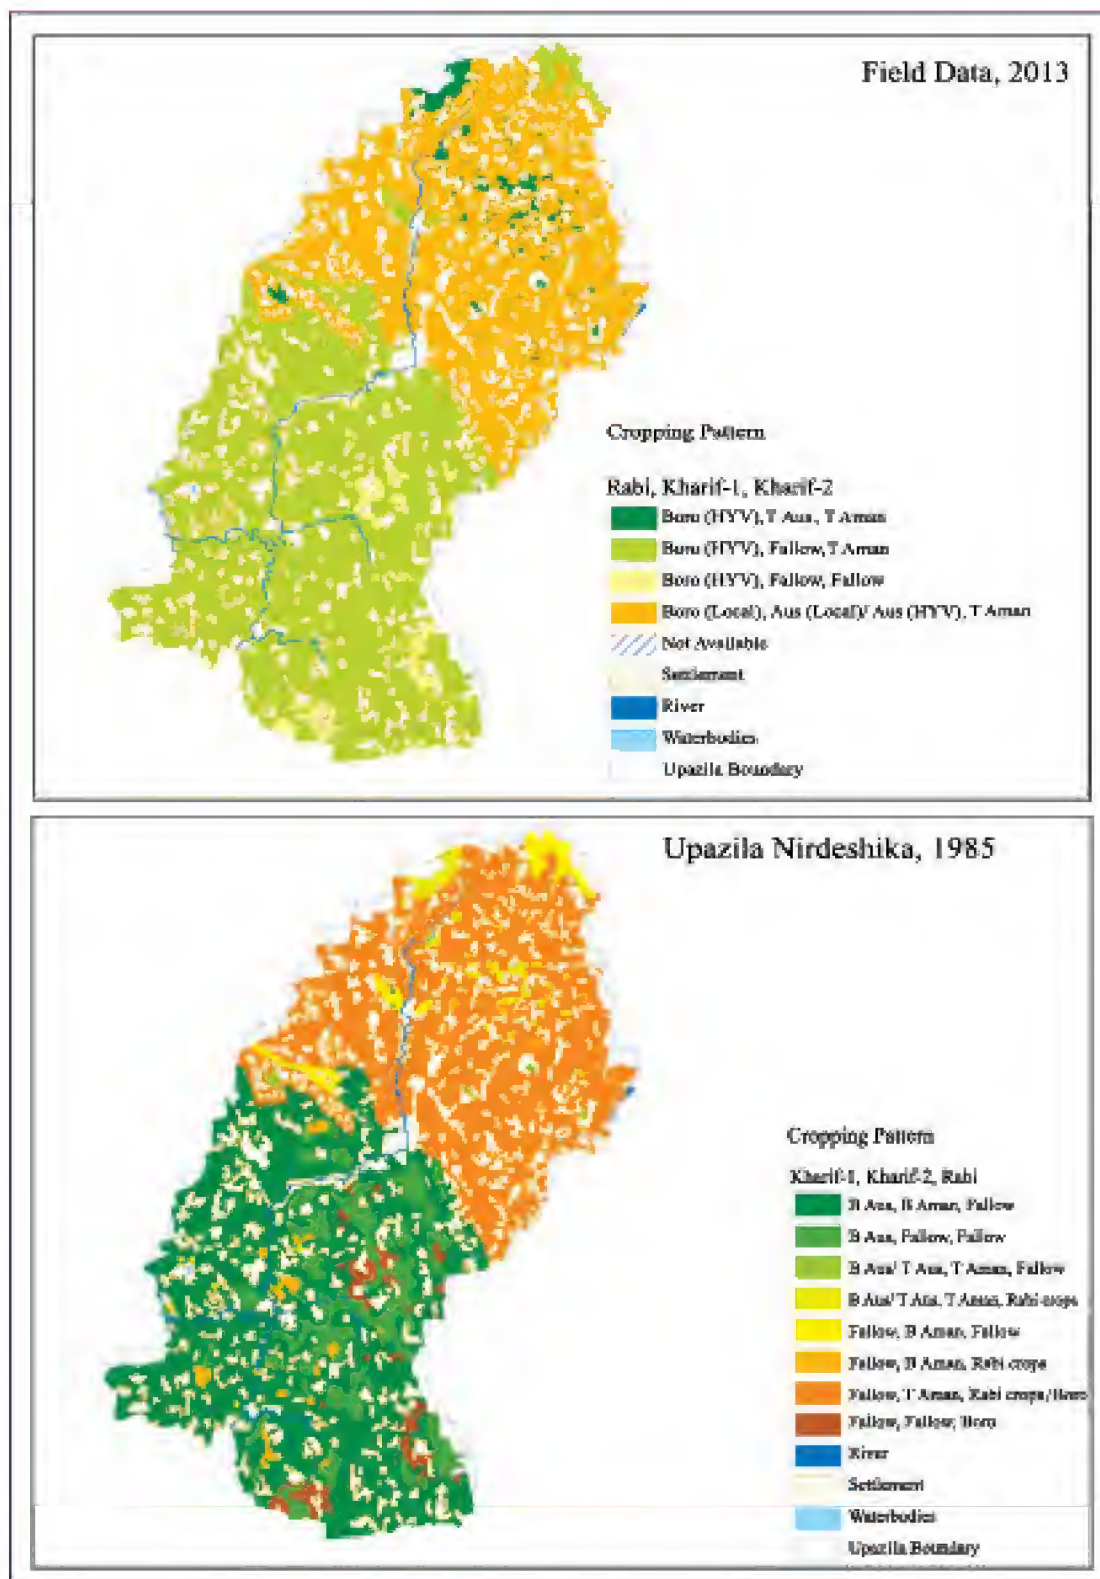 Field Data, 2013
Cropping Pattern
Rabi, Kharif-1, Kharif-2
Boro (HYV), T Aus, T Aman
Boro (HYV), Fallow, T Aman
Boro (HYV), Fallow, Fallow
Boro (Local), Aus (Local)/ Aus (HYV), T Aman
Not Available
Settlement
River
Waterbodies
Upazila Boundary
Upazila Nirdeshika, 1985
Cropping Pattern
Kharif-1, Kharif-2, Rabi
B Aus, B Aman, Fallow
B Aus, Fallow, Fallow
B Aus/ T Aus, T Aman, Fallow
B Aus/ T Aus, T Aman, Rabi crops
Fallow, B Aman, Fallow
Fallow, B Aman, Rabi crops
Fallow, T Aman, Rabi crops/Boro
Fallow, Fallow, Boro
River
Settlement
Waterbodies
Upazila Boundary